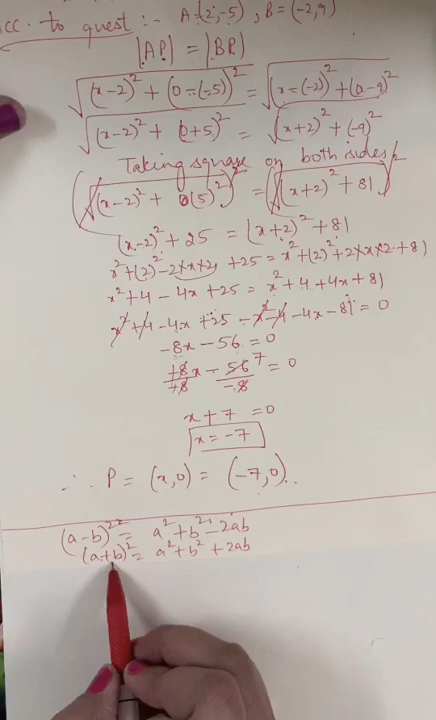 Acc. to quest :- A(2,-5), B=(-2,9)
|AP| = |BP|
√((x-2)² + (0-(-5))²) = √((x-(-2))² + (0-9)²)
√((x-2)² + (0+5)²) = √((x+2)² + (-9)²)
Taking square on both sides
(√((x-2)² + (5)²))² = (√((x+2)² + 81))²
(x-2)² + 25 = (x+2)² + 81
x²+(2)²-2×x×2 +25 = x²+(2)²+2×x×2+81
x²+4-4x+25 = x²+4+4x+81
x²+4-4x+25-x²-4-4x-81=0
-8x-56=0
+8x/+8 - 56 7/-8 = 0
x+7=0
x=-7
∴ P=(x,0)=(-7,0).
(a-b)² = a²+b²-2ab
(a+b)² = a²+b²+2ab